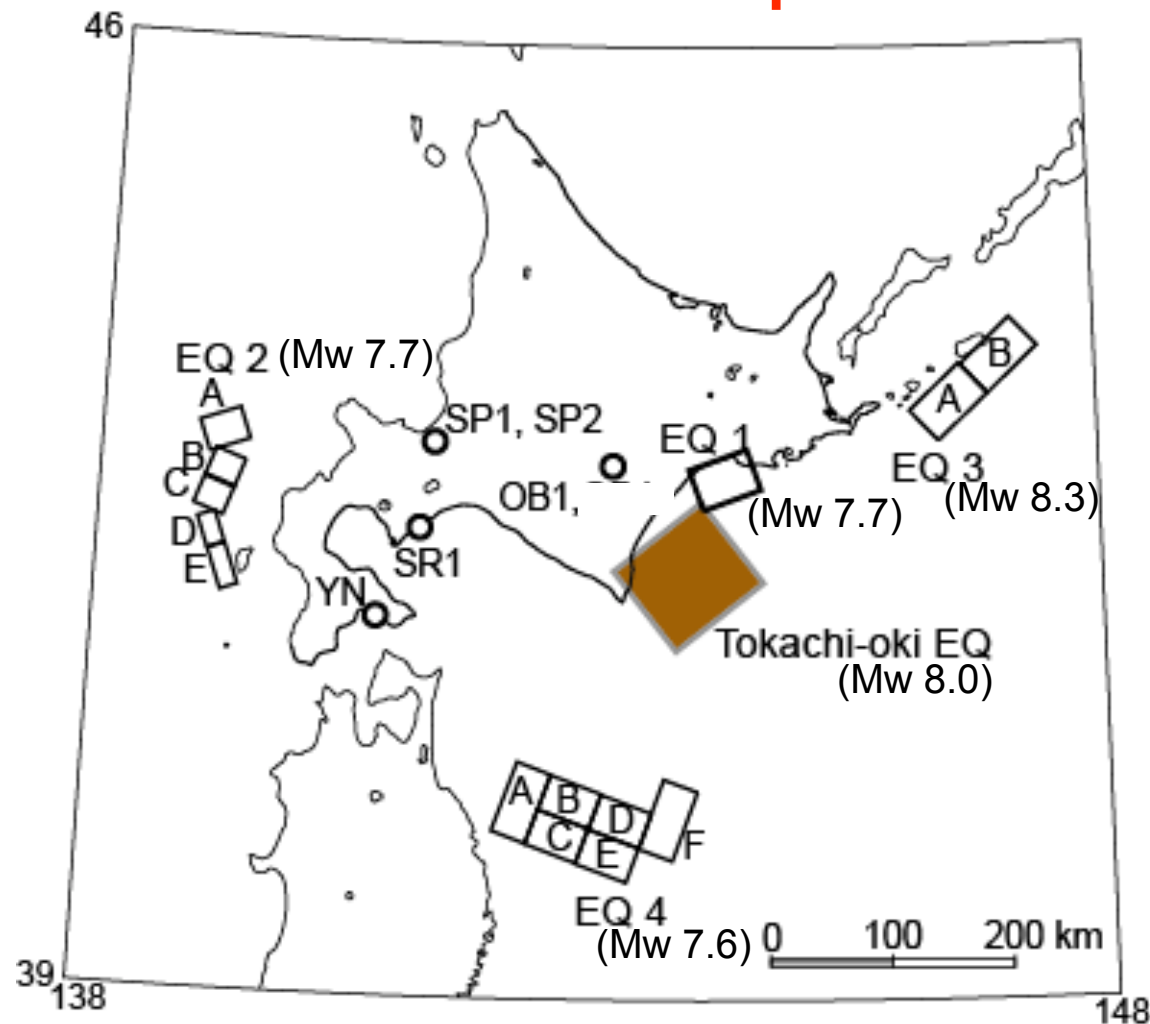 46
EQ 2 (Mw 7.7)
A
B
C
D
E
SP1, SP2
EQ 1
(Mw 7.7)
B
A
EQ 3
(Mw 8.3)
OB1,
SR1
YN
Tokachi-oki EQ
(Mw 8.0)
A
B
D
C
E
F
EQ 4
(Mw 7.6)
0 100 200 km
39
138
148